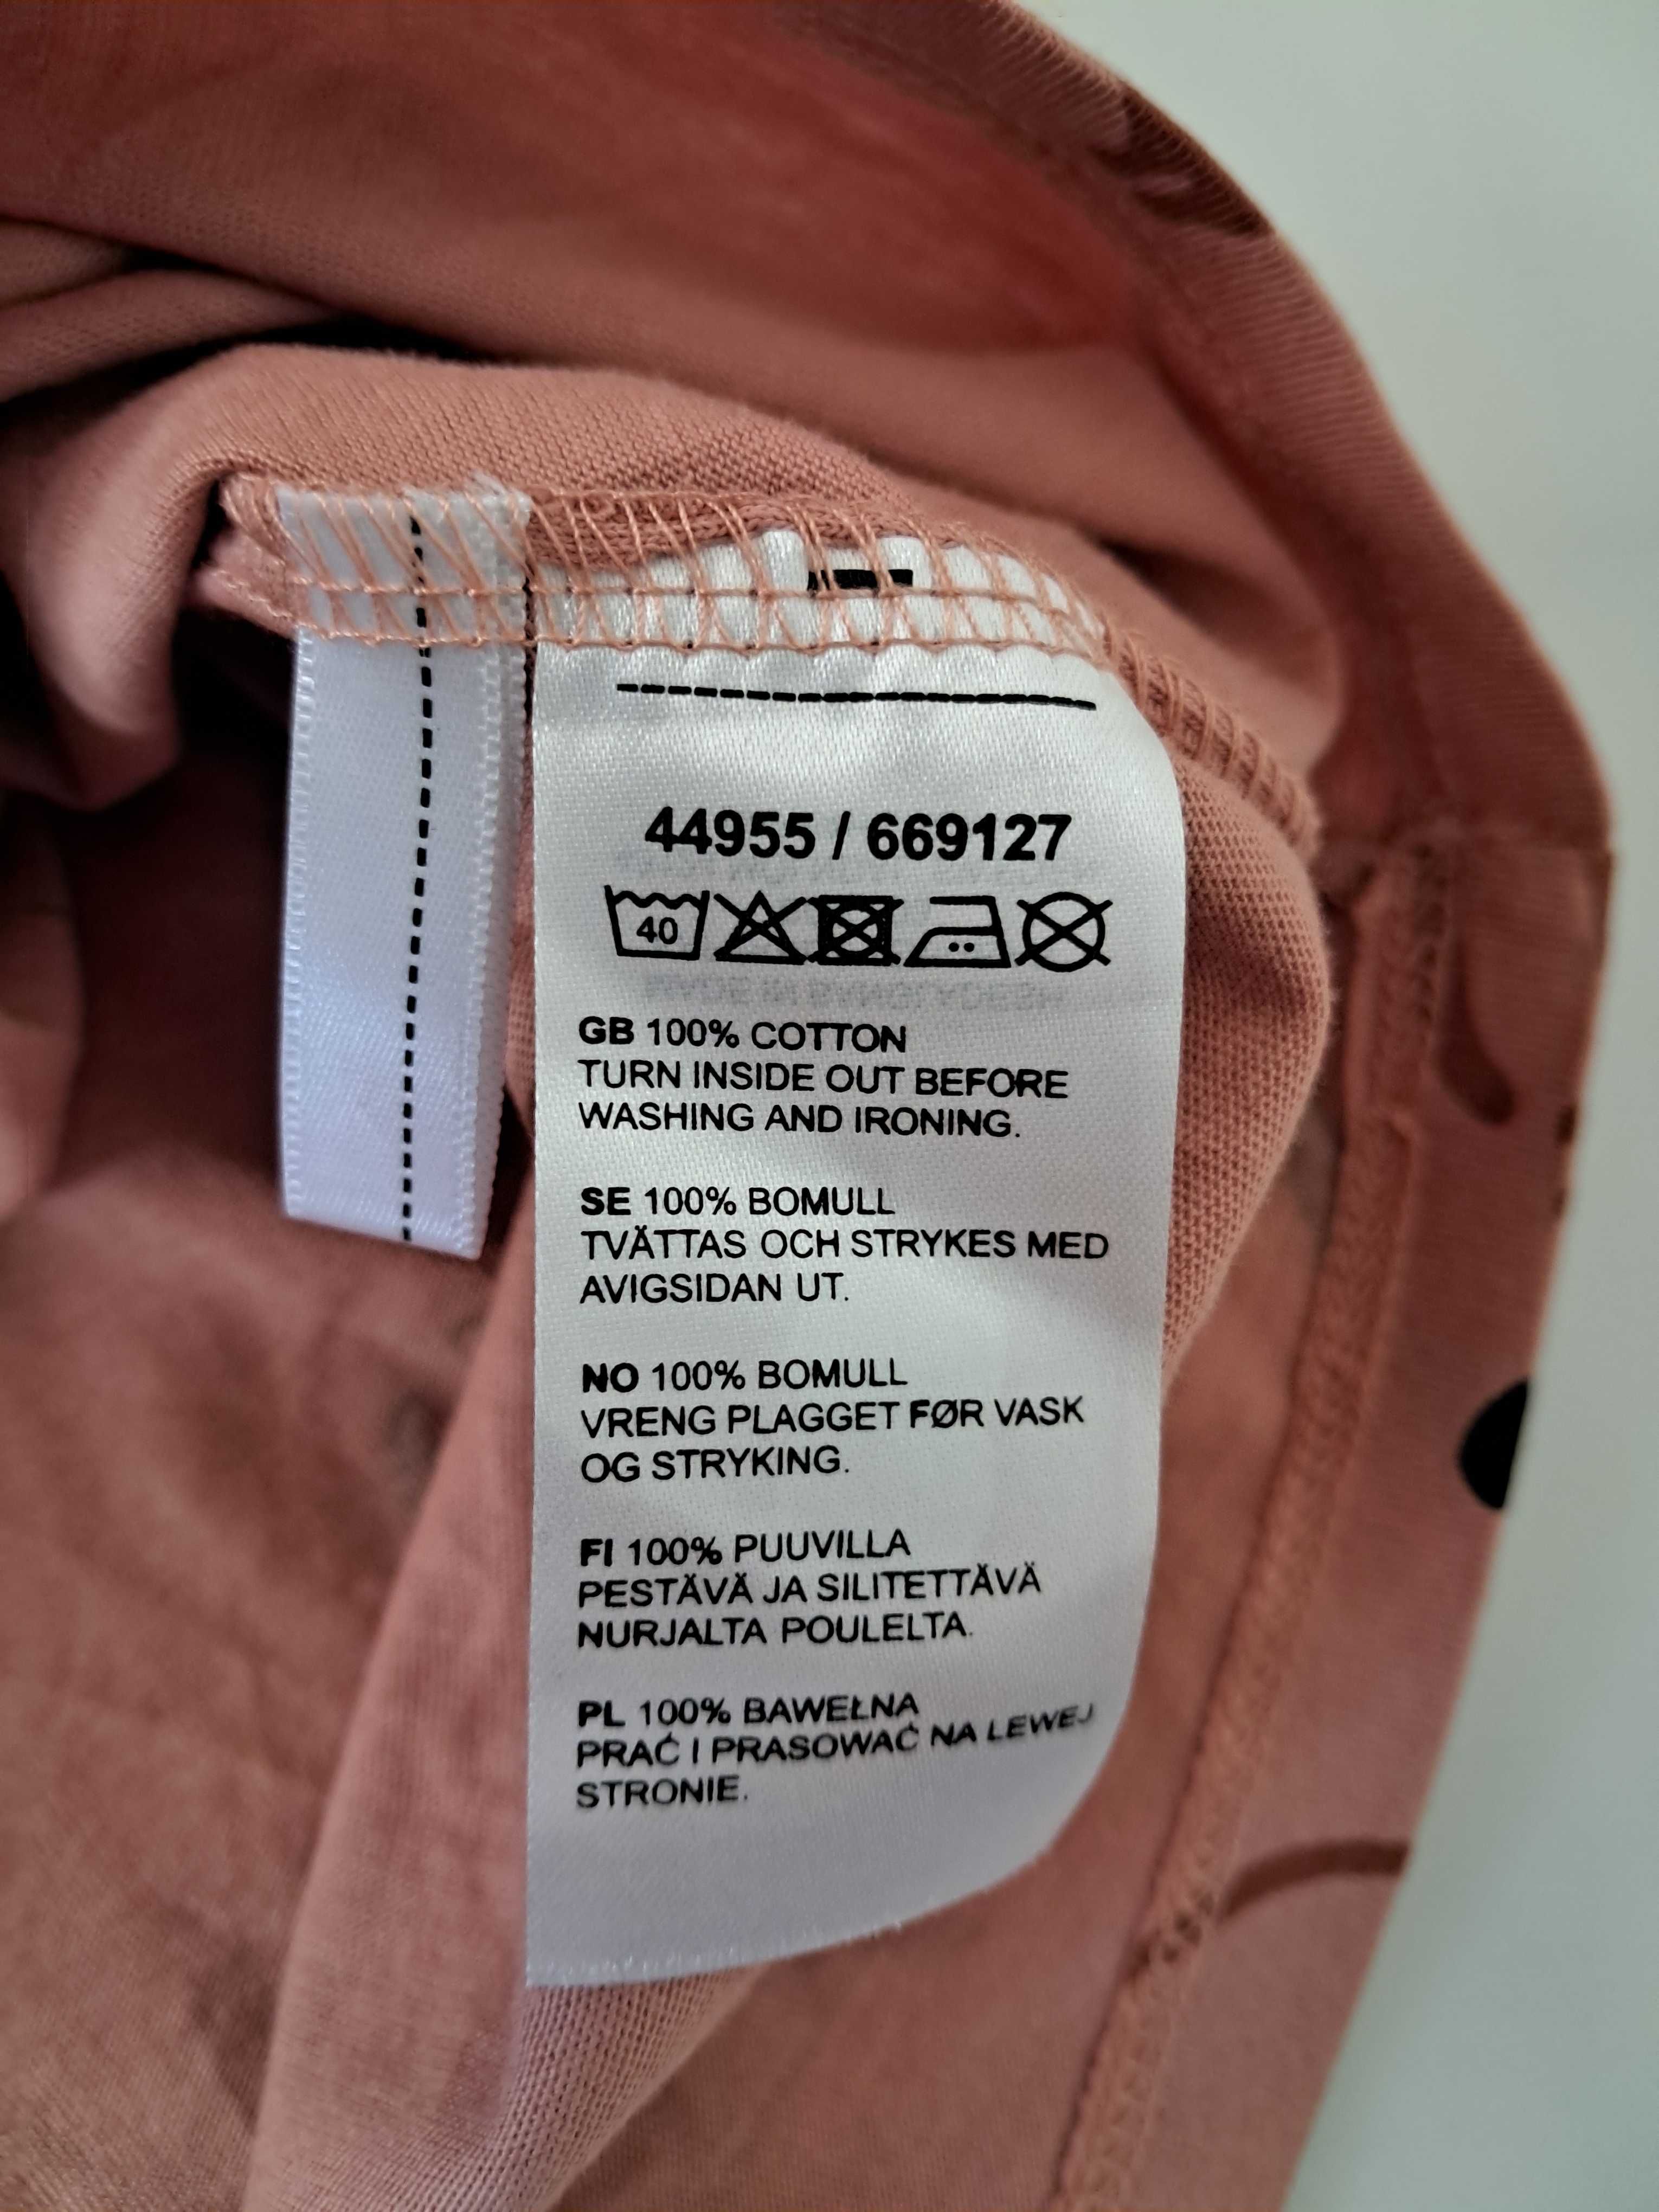 44955 / 669127
40
GB 100% COTTON
TURN INSIDE OUT BEFORE
WASHING AND IRONING.
SE 100% BOMULL
TVÄTTAS OCH STRYKES MED
AVIGSIDAN UT.
NO 100% BOMULL
VRENG PLAGGET FØR VASK
OG STRYKING.
FI 100% PUUVILLA
PESTÄVÄ JA SILITETTÄVÄ
NURJALTA POULELTA.
PL 100% BAWEŁNA
PRAĆ I PRASOWAĆ NA LEWEJ
STRONIE.